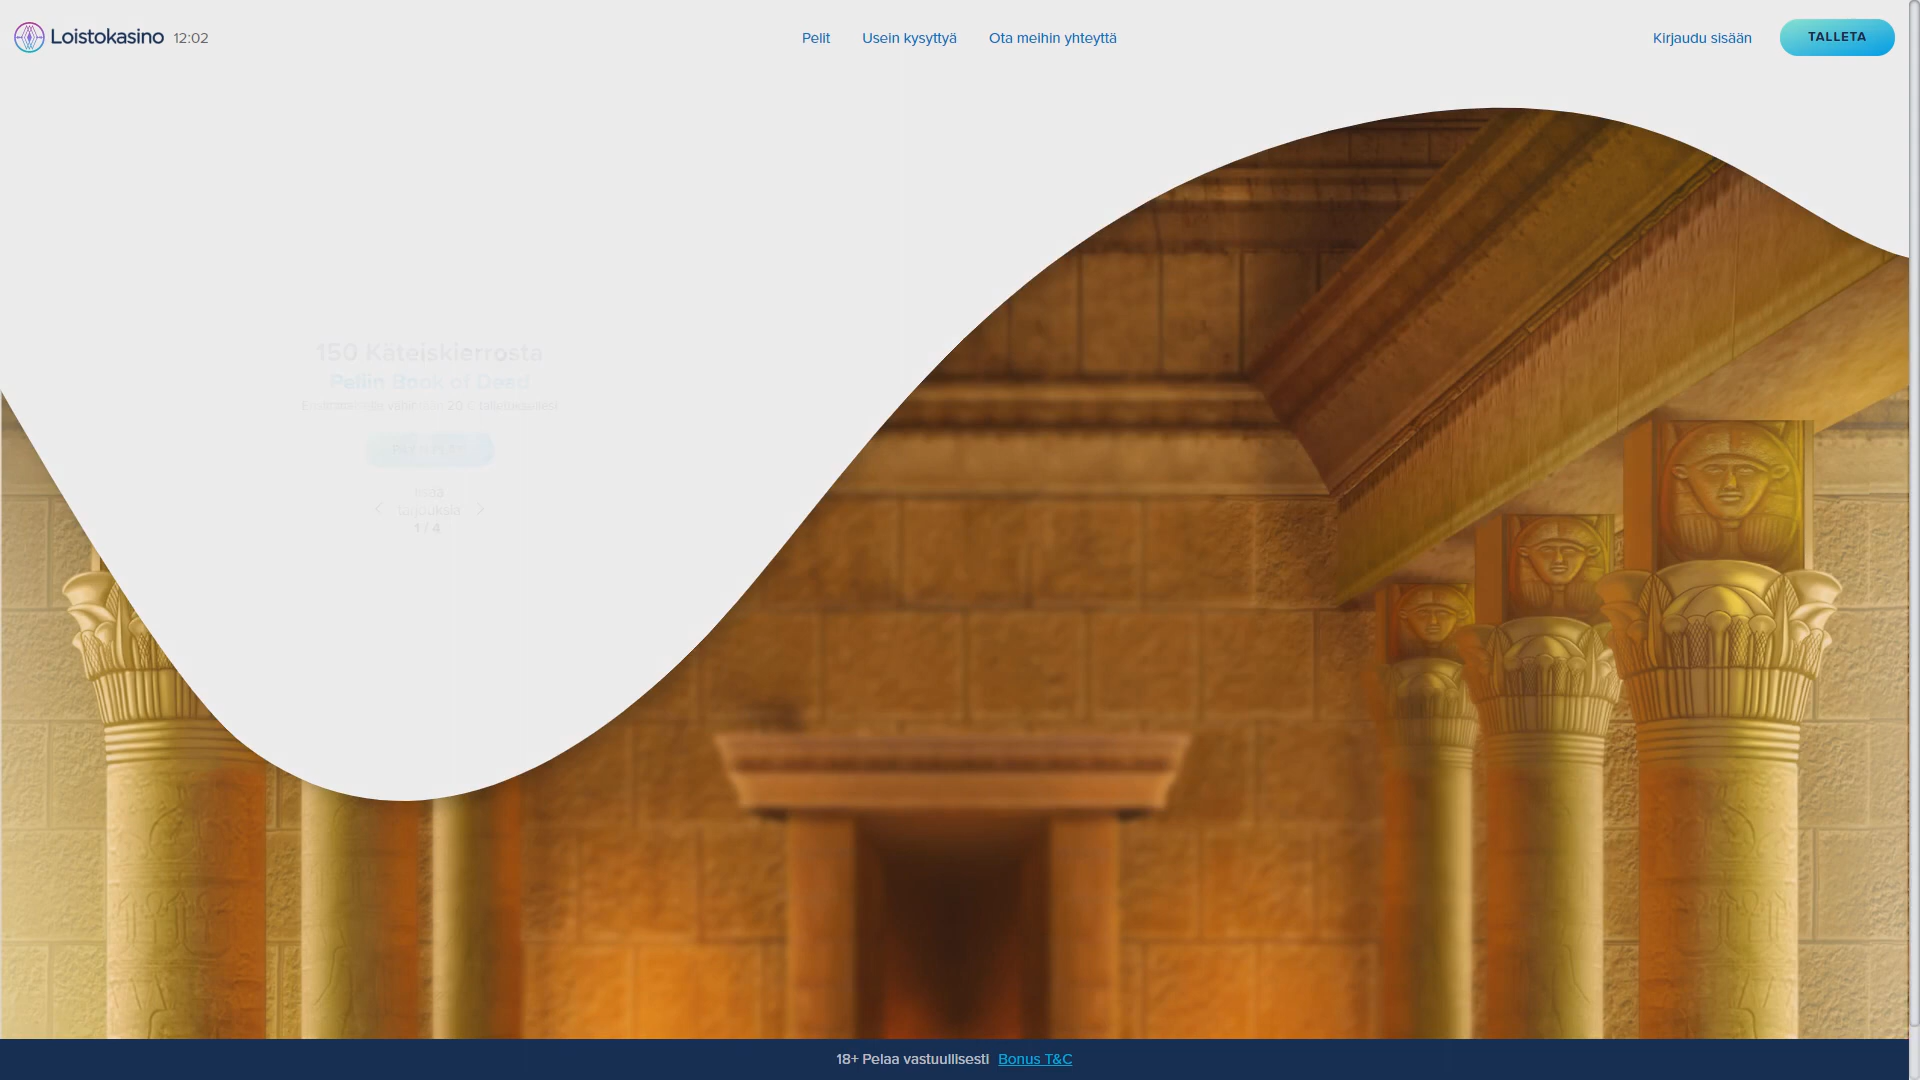 Loistokasino 12:02
Pelit Usein kysyttyä Ota meihin yhteyttä
Kirjaudu sisään TALLETA
150 Käteiskierrosta
Peliin Book of Dead
20
lisää
tarjouksia
1 / 4
18+ Pelaa vastuullisesti Bonus T&C